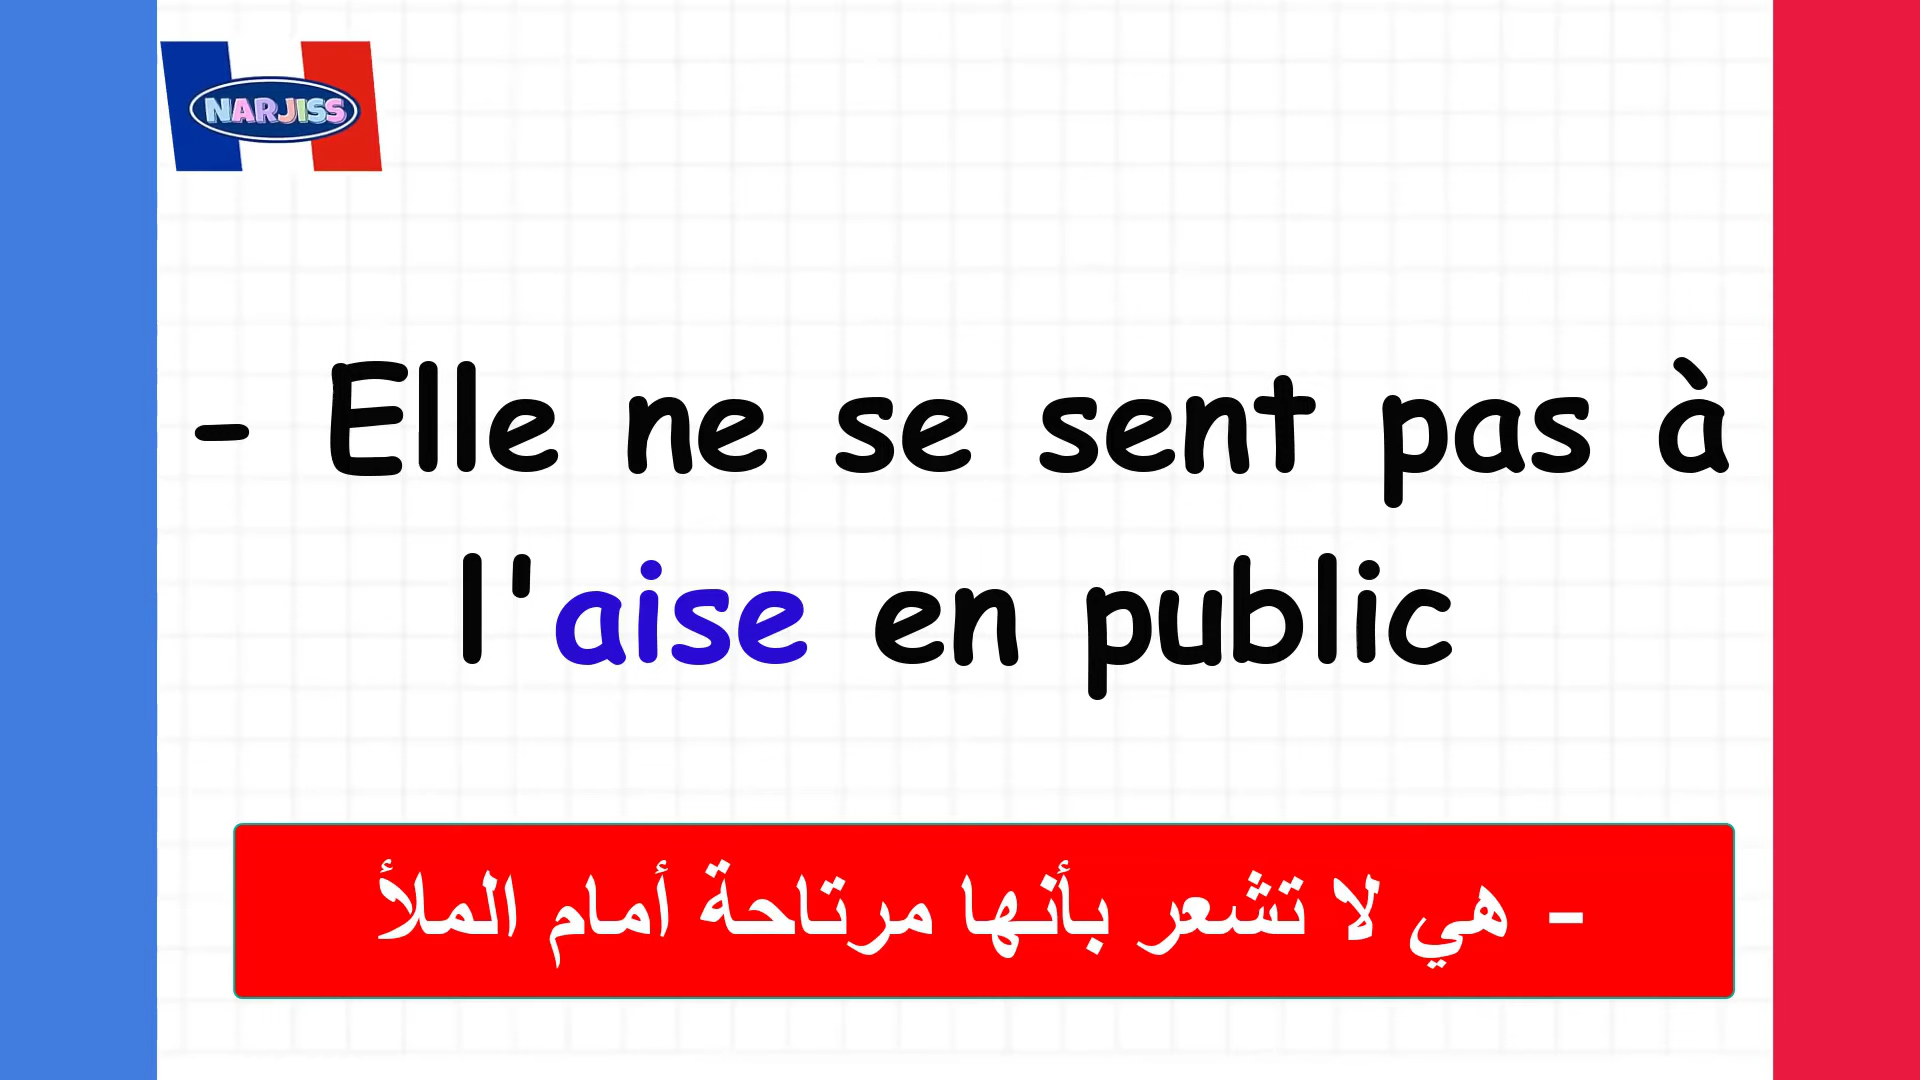 NARJISS
- Elle ne se sent pas à
l'aise en public
- هي لا تشعر بأنها مرتاحة أمام الملأ